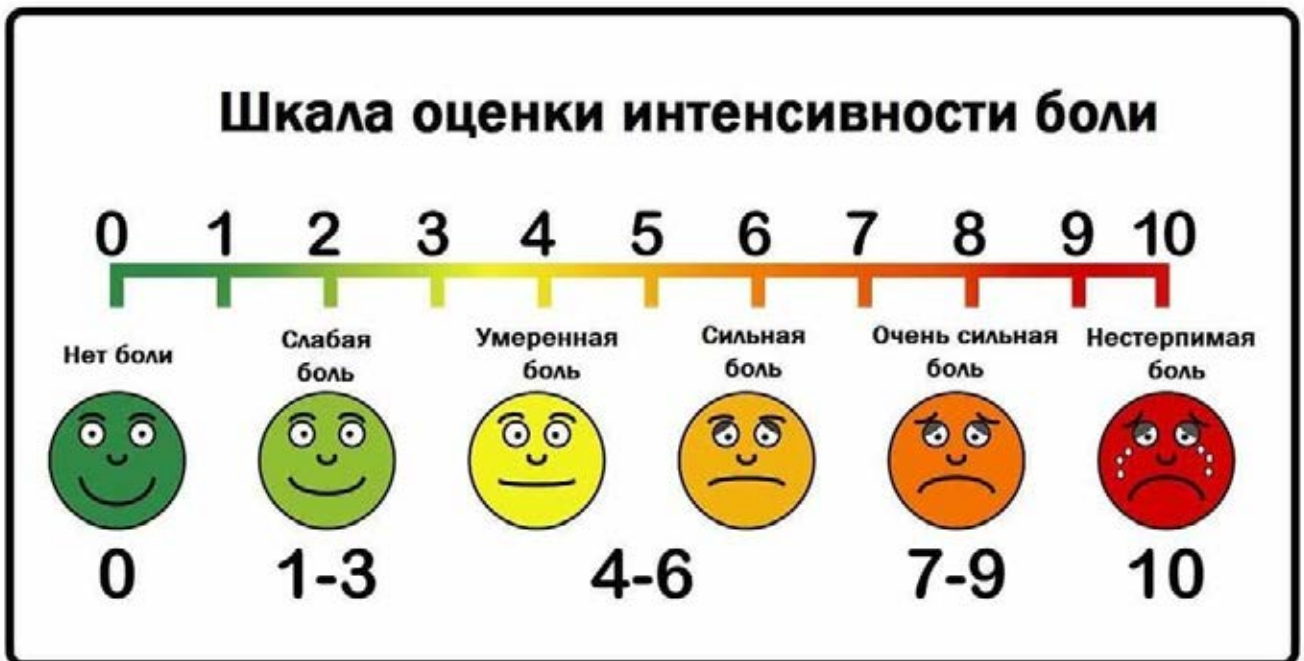 Шкала оценки интенсивности боли
0 1 2 3 4 5 6 7 8 9 10
Нет боли
Слабая
боль
Умеренная
боль
Сильная
боль
Очень сильная
боль
Нестерпимая
боль
0 1-3 4-6 7-9 10